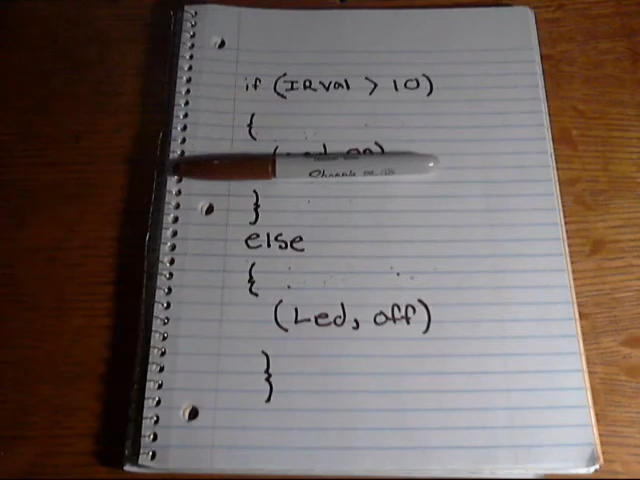 if (IRVal > 10)
{
}
else
{
(Led, off)
}